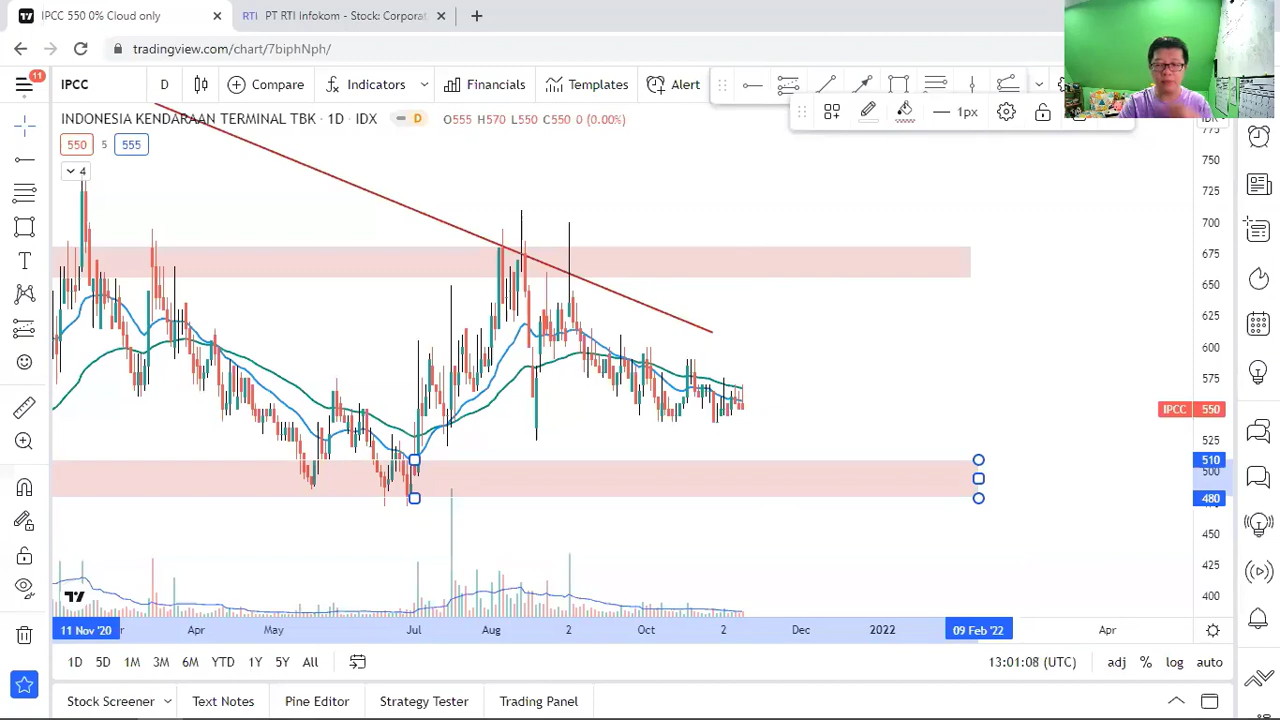 IPCC 550 0% Cloud only
RTI PT RTI Infokom - Stock: Corporat
tradingview.com/chart/7biphNph/
11
IPCC D Compare Indicators Financials Templates Alert
1px
INDONESIA KENDARAAN TERMINAL TBK · 1D · IDX D O555 H570 L550 C550 0 (0.00%)
550 5 555
4
775
750
725
700
675
650
625
600
575
IPCC 550
525
510
500
480
450
425
400
11 Nov '20 Apr May Jul Aug 2 Oct 2 Dec 2022 09 Feb '22 Apr
1D 5D 1M 3M 6M YTD 1Y 5Y All 13:01:08 (UTC) adj % log auto
Stock Screener Text Notes Pine Editor Strategy Tester Trading Panel